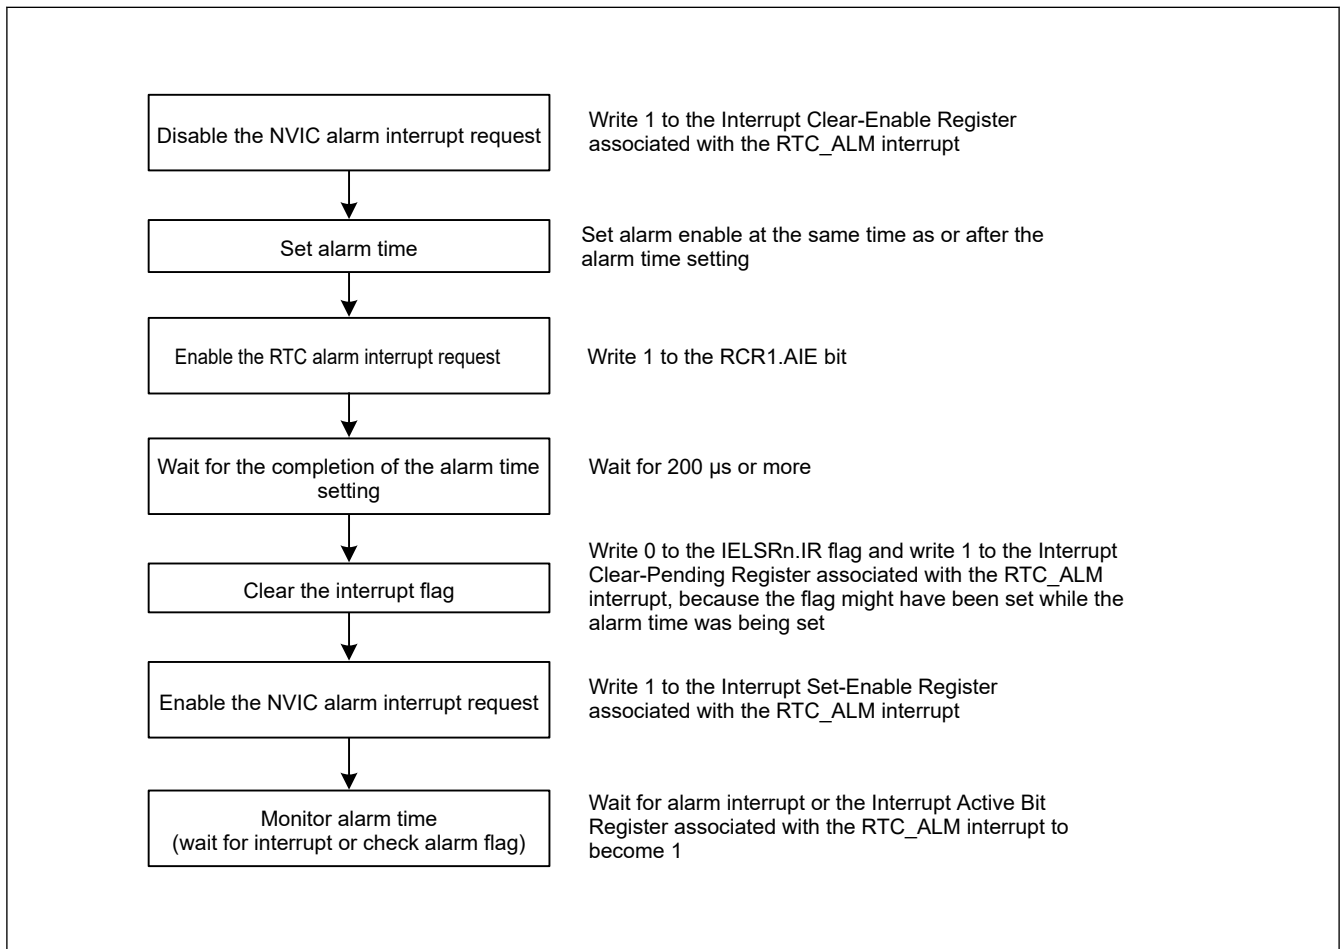 Disable the NVIC alarm interrupt request
Write 1 to the Interrupt Clear-Enable Register
associated with the RTC_ALM interrupt
Set alarm time
Set alarm enable at the same time as or after the
alarm time setting
Enable the RTC alarm interrupt request
Write 1 to the RCR1.AIE bit
Wait for the completion of the alarm time
setting
Wait for 200 µs or more
Clear the interrupt flag
Write 0 to the IELSRn.IR flag and write 1 to the Interrupt
Clear-Pending Register associated with the RTC_ALM
interrupt, because the flag might have been set while the
alarm time was being set
Enable the NVIC alarm interrupt request
Write 1 to the Interrupt Set-Enable Register
associated with the RTC_ALM interrupt
Monitor alarm time
(wait for interrupt or check alarm flag)
Wait for alarm interrupt or the Interrupt Active Bit
Register associated with the RTC_ALM interrupt to
become 1